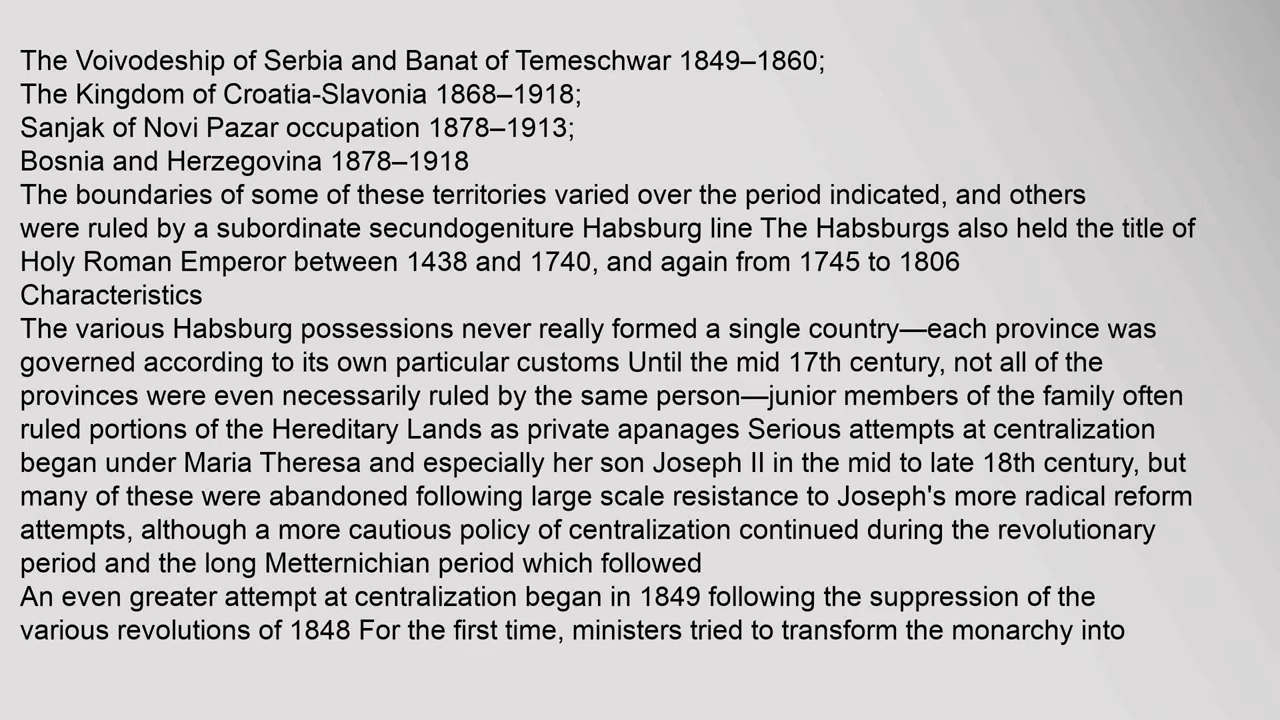 The Voivodeship of Serbia and Banat of Temeschwar 1849–1860;
The Kingdom of Croatia-Slavonia 1868–1918;
Sanjak of Novi Pazar occupation 1878–1913;
Bosnia and Herzegovina 1878–1918
The boundaries of some of these territories varied over the period indicated, and others
were ruled by a subordinate secundogeniture Habsburg line The Habsburgs also held the title of
Holy Roman Emperor between 1438 and 1740, and again from 1745 to 1806
Characteristics
The various Habsburg possessions never really formed a single country—each province was
governed according to its own particular customs Until the mid 17th century, not all of the
provinces were even necessarily ruled by the same person—junior members of the family often
ruled portions of the Hereditary Lands as private apanages Serious attempts at centralization
began under Maria Theresa and especially her son Joseph II in the mid to late 18th century, but
many of these were abandoned following large scale resistance to Joseph's more radical reform
attempts, although a more cautious policy of centralization continued during the revolutionary
period and the long Metternichian period which followed
An even greater attempt at centralization began in 1849 following the suppression of the
various revolutions of 1848 For the first time, ministers tried to transform the monarchy into